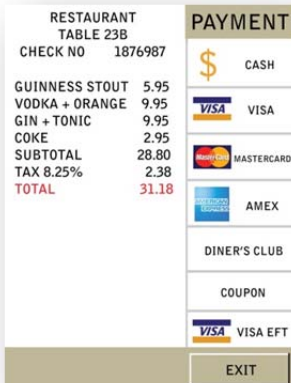 RESTAURANT
TABLE 23B
CHECK NO 1876987
GUINNESS STOUT 5.95
VODKA + ORANGE 9.95
GIN + TONIC 9.95
COKE 2.95
SUBTOTAL 28.80
TAX 8.25% 2.38
TOTAL 31.18
PAYMENT
$ CASH
VISA VISA
MasterCard MASTERCARD
AMERICAN EXPRESS AMEX
DINER'S CLUB
COUPON
VISA VISA EFT
EXIT